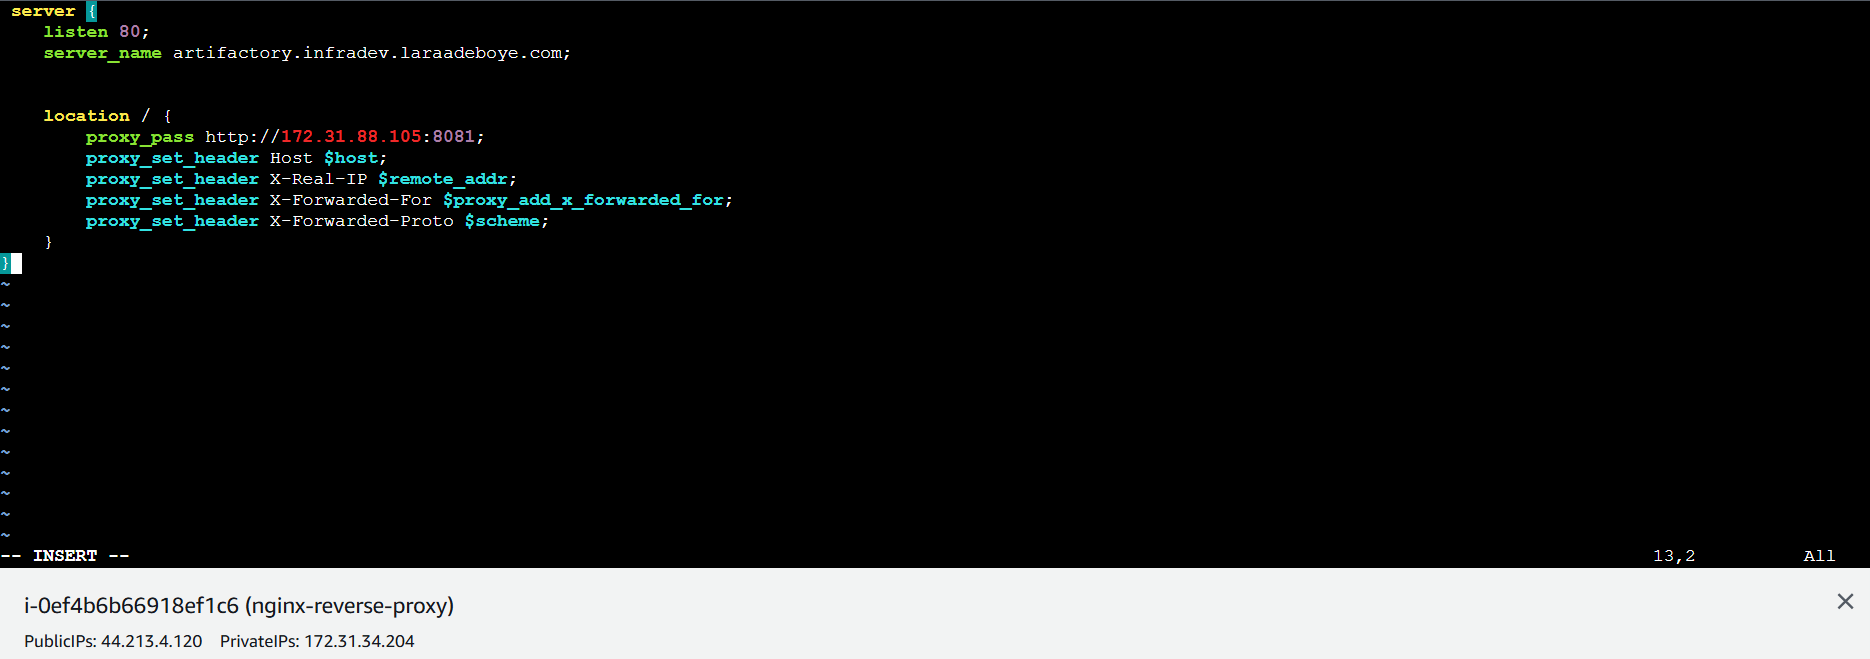 server {
listen 80;
server_name artifactory.infradev.laraadeboye.com;
location / {
proxy_pass http://172.31.88.105:8081;
proxy_set_header Host $host;
proxy_set_header X-Real-IP $remote_addr;
proxy_set_header X-Forwarded-For $proxy_add_x_forwarded_for;
proxy_set_header X-Forwarded-Proto $scheme;
}
}
~
~
~
~
~
~
~
~
~
~
~
~
~
-- INSERT -- 13,2 All
i-0ef4b6b66918ef1c6 (nginx-reverse-proxy)
PublicIPs: 44.213.4.120 PrivateIPs: 172.31.34.204